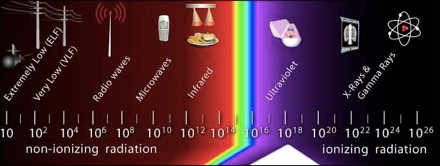 Extremely Low (ELF)
Very Low (VLF)
Radio waves
Microwaves
Infrared
Ultraviolet
X-Rays &
Gamma Rays
10 10² 10⁴ 10⁶ 10⁸ 10¹⁰ 10¹² 10¹⁴ 10¹⁶ 10¹⁸ 10²⁰ 10²² 10²⁴ 10²⁶
non-ionizing radiation ionizing radiation